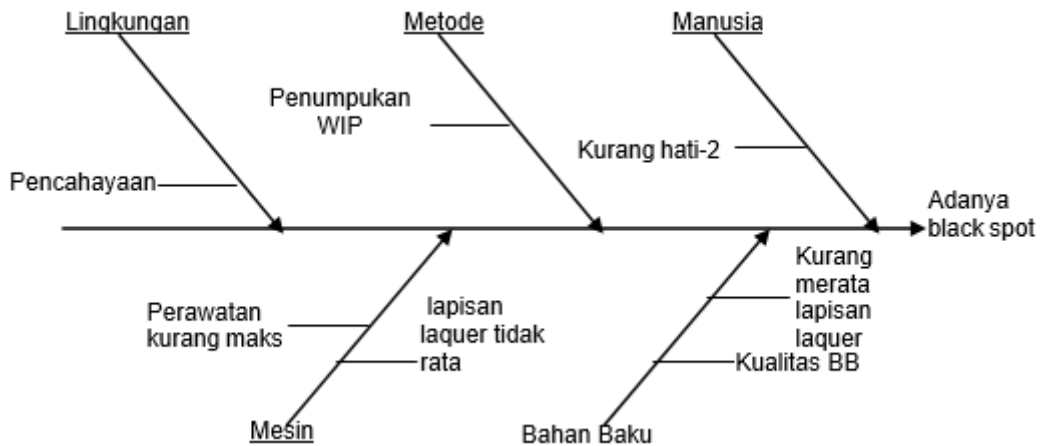 Lingkungan
Metode
Manusia
Penumpukan
WIP
Kurang hati-2
Pencahayaan
Adanya
black spot
Perawatan
kurang maks
lapisan
laquer tidak
rata
Kurang
merata
lapisan
laquer
Kualitas BB
Mesin
Bahan Baku